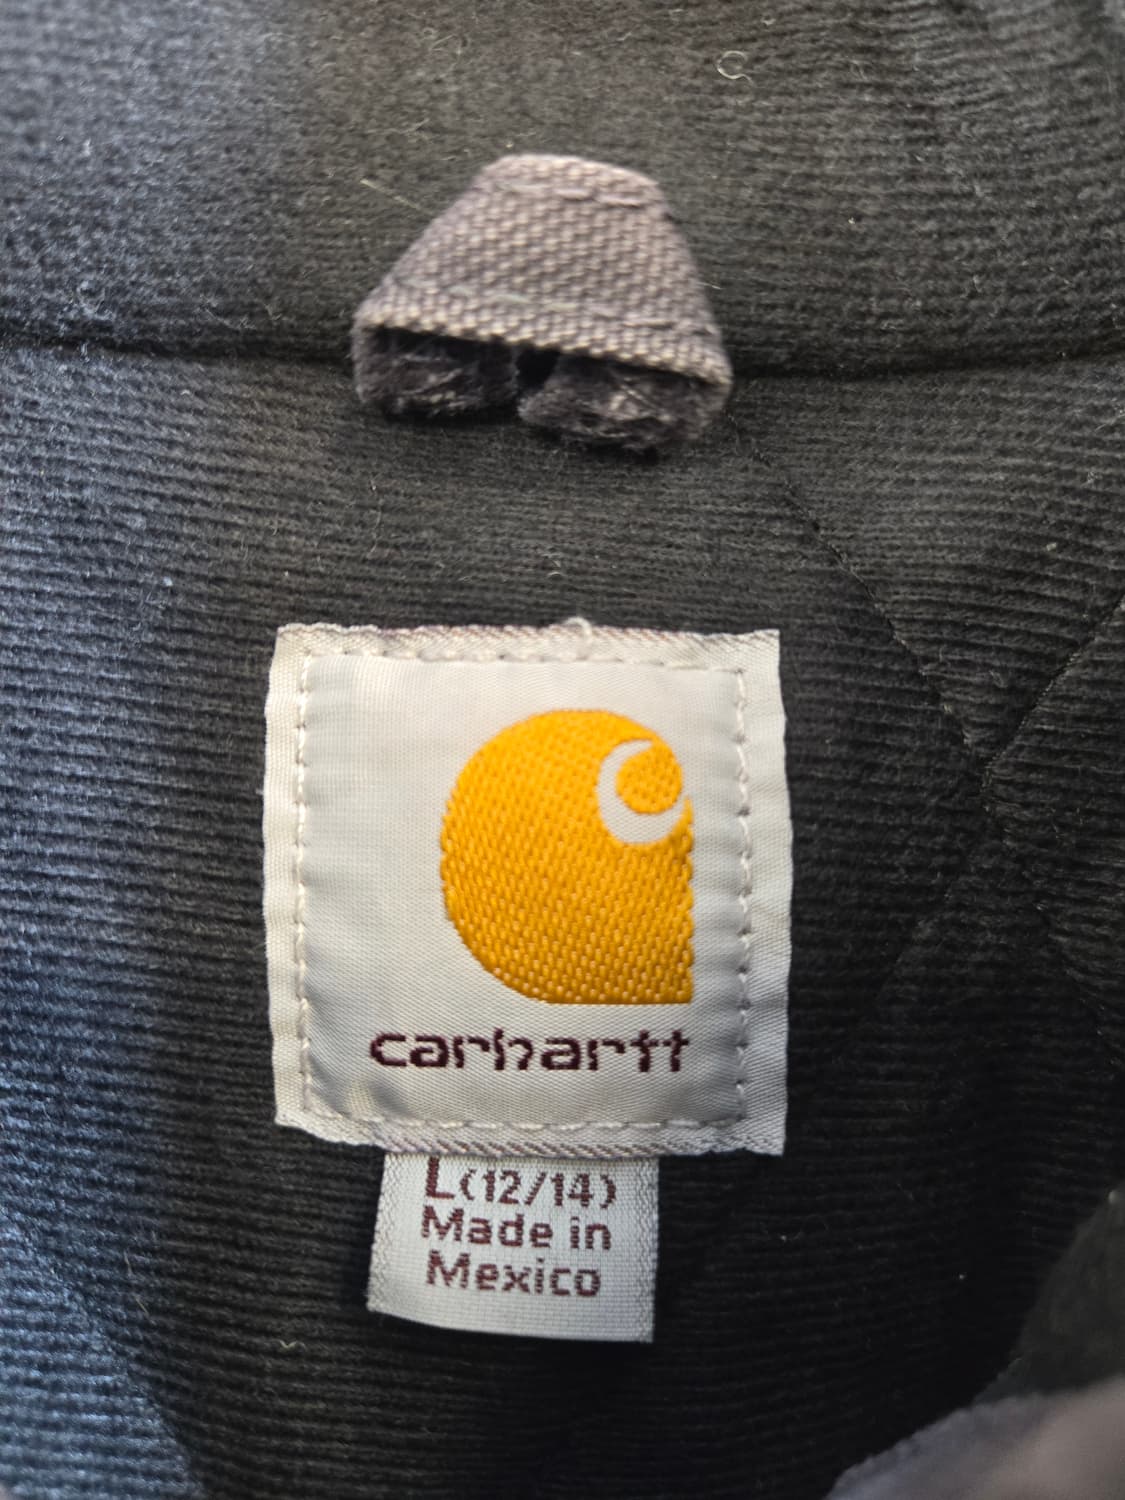 carhartt
L(12/14)
Made in
Mexico